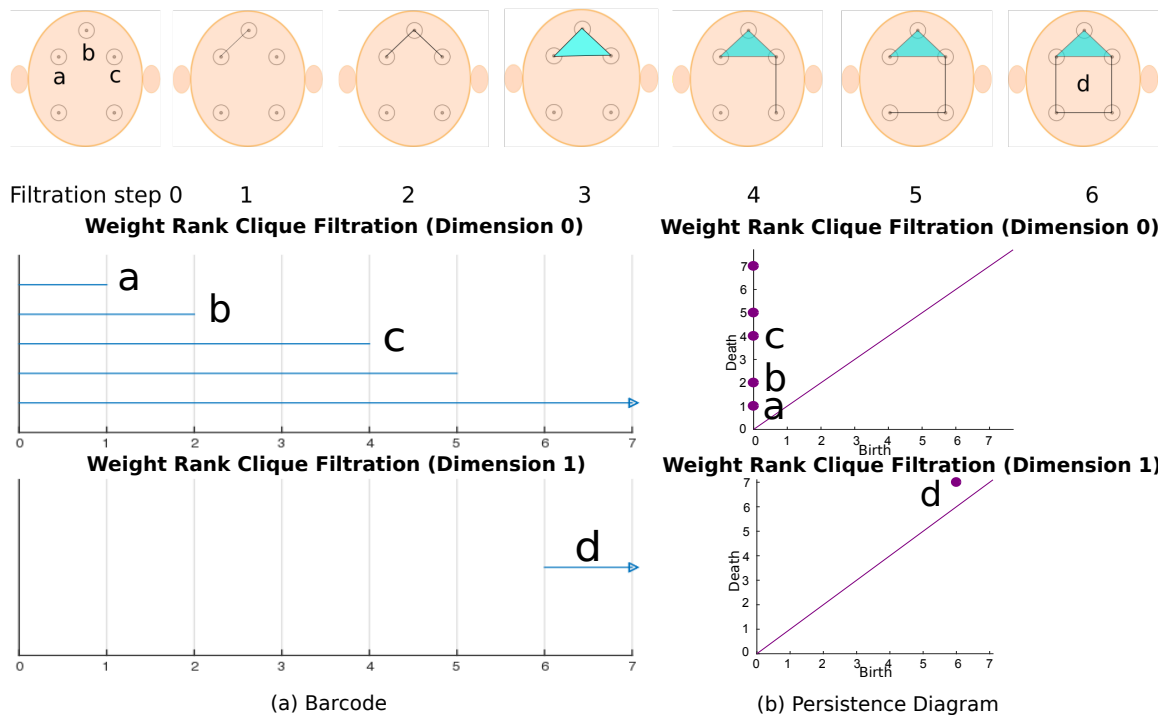 b
a
c
d
Filtration step 0 1 2 3 4 5 6
Weight Rank Clique Filtration (Dimension 0)
a
b
c
0 1 2 3 4 5 6 7
Weight Rank Clique Filtration (Dimension 0)
7
6
5
4
3
2
1
0
Death
c
b
a
0 1 2 3 4 5 6 7
Birth
Weight Rank Clique Filtration (Dimension 1)
d
0 1 2 3 4 5 6 7
Weight Rank Clique Filtration (Dimension 1)
7
6
5
4
3
2
1
0
Death
d
0 1 2 3 4 5 6 7
Birth
(a) Barcode
(b) Persistence Diagram